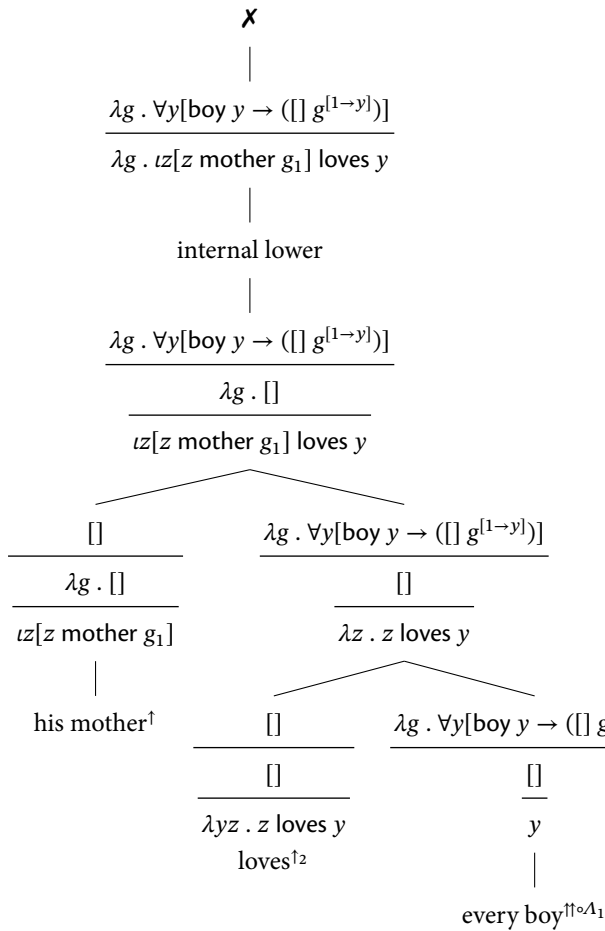 ✗
λg . ∀y[boy y → ([] g^[1→y])]
λg . ιz[z mother g₁] loves y
internal lower
λg . ∀y[boy y → ([] g^[1→y])]
λg . []
ιz[z mother g₁] loves y
[] λg . ∀y[boy y → ([] g^[1→y])]
λg . [] []
ιz[z mother g₁] λz . z loves y
his mother^↑ [] λg . ∀y[boy y → ([] g
[] []
λyz . z loves y y
loves^↑₂
every boy^⇈∘Λ₁